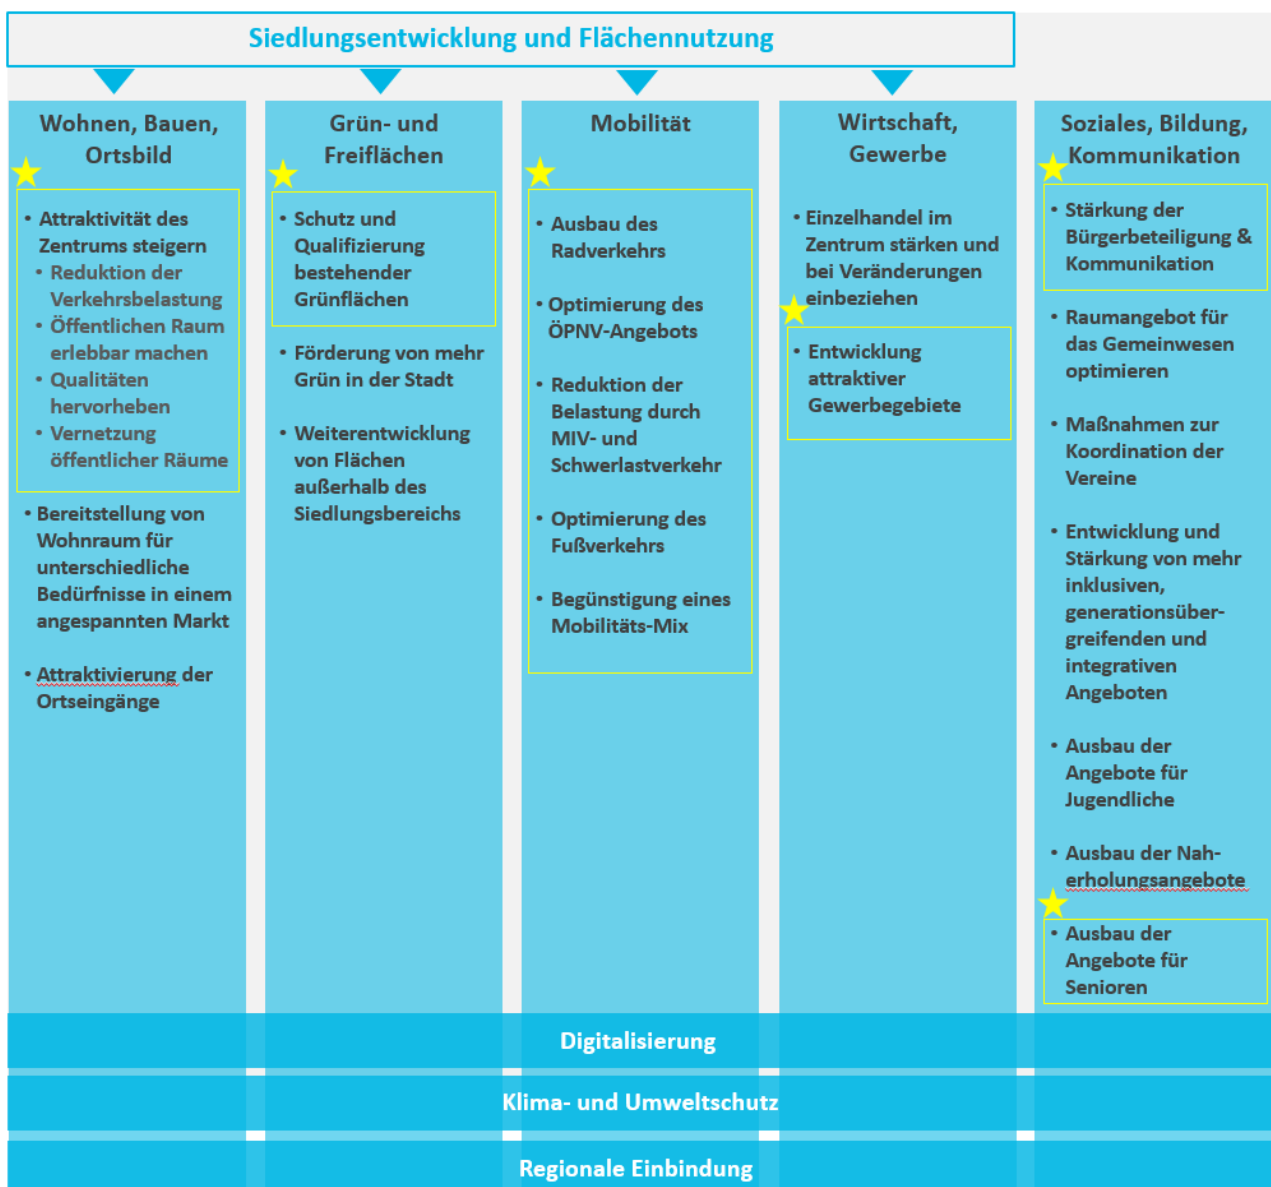 Siedlungsentwicklung und Flächennutzung
Wohnen, Bauen,
Ortsbild
• Attraktivität des
Zentrums steigern
• Reduktion der
Verkehrsbelastung
• Öffentlichen Raum
erlebbar machen
• Qualitäten
hervorheben
• Vernetzung
öffentlicher Räume
• Bereitstellung von
Wohnraum für
unterschiedliche
Bedürfnisse in einem
angespannten Markt
• Attraktivierung der
Ortseingänge
Grün- und
Freiflächen
• Schutz und
Qualifizierung
bestehender
Grünflächen
• Förderung von mehr
Grün in der Stadt
• Weiterentwicklung
von Flächen
außerhalb des
Siedlungsbereichs
Mobilität
• Ausbau des
Radverkehrs
• Optimierung des
ÖPNV-Angebots
• Reduktion der
Belastung durch
MIV- und
Schwerlastverkehr
• Optimierung des
Fußverkehrs
• Begünstigung eines
Mobilitäts-Mix
Wirtschaft,
Gewerbe
• Einzelhandel im
Zentrum stärken und
bei Veränderungen
einbeziehen
• Entwicklung
attraktiver
Gewerbegebiete
Soziales, Bildung,
Kommunikation
• Stärkung der
Bürgerbeteiligung &
Kommunikation
• Raumangebot für
das Gemeinwesen
optimieren
• Maßnahmen zur
Koordination der
Vereine
• Entwicklung und
Stärkung von mehr
inklusiven,
generationsüber-
greifenden und
integrativen
Angeboten
• Ausbau der
Angebote für
Jugendliche
• Ausbau der Nah-
erholungsangebote
• Ausbau der
Angebote für
Senioren
Digitalisierung
Klima- und Umweltschutz
Regionale Einbindung